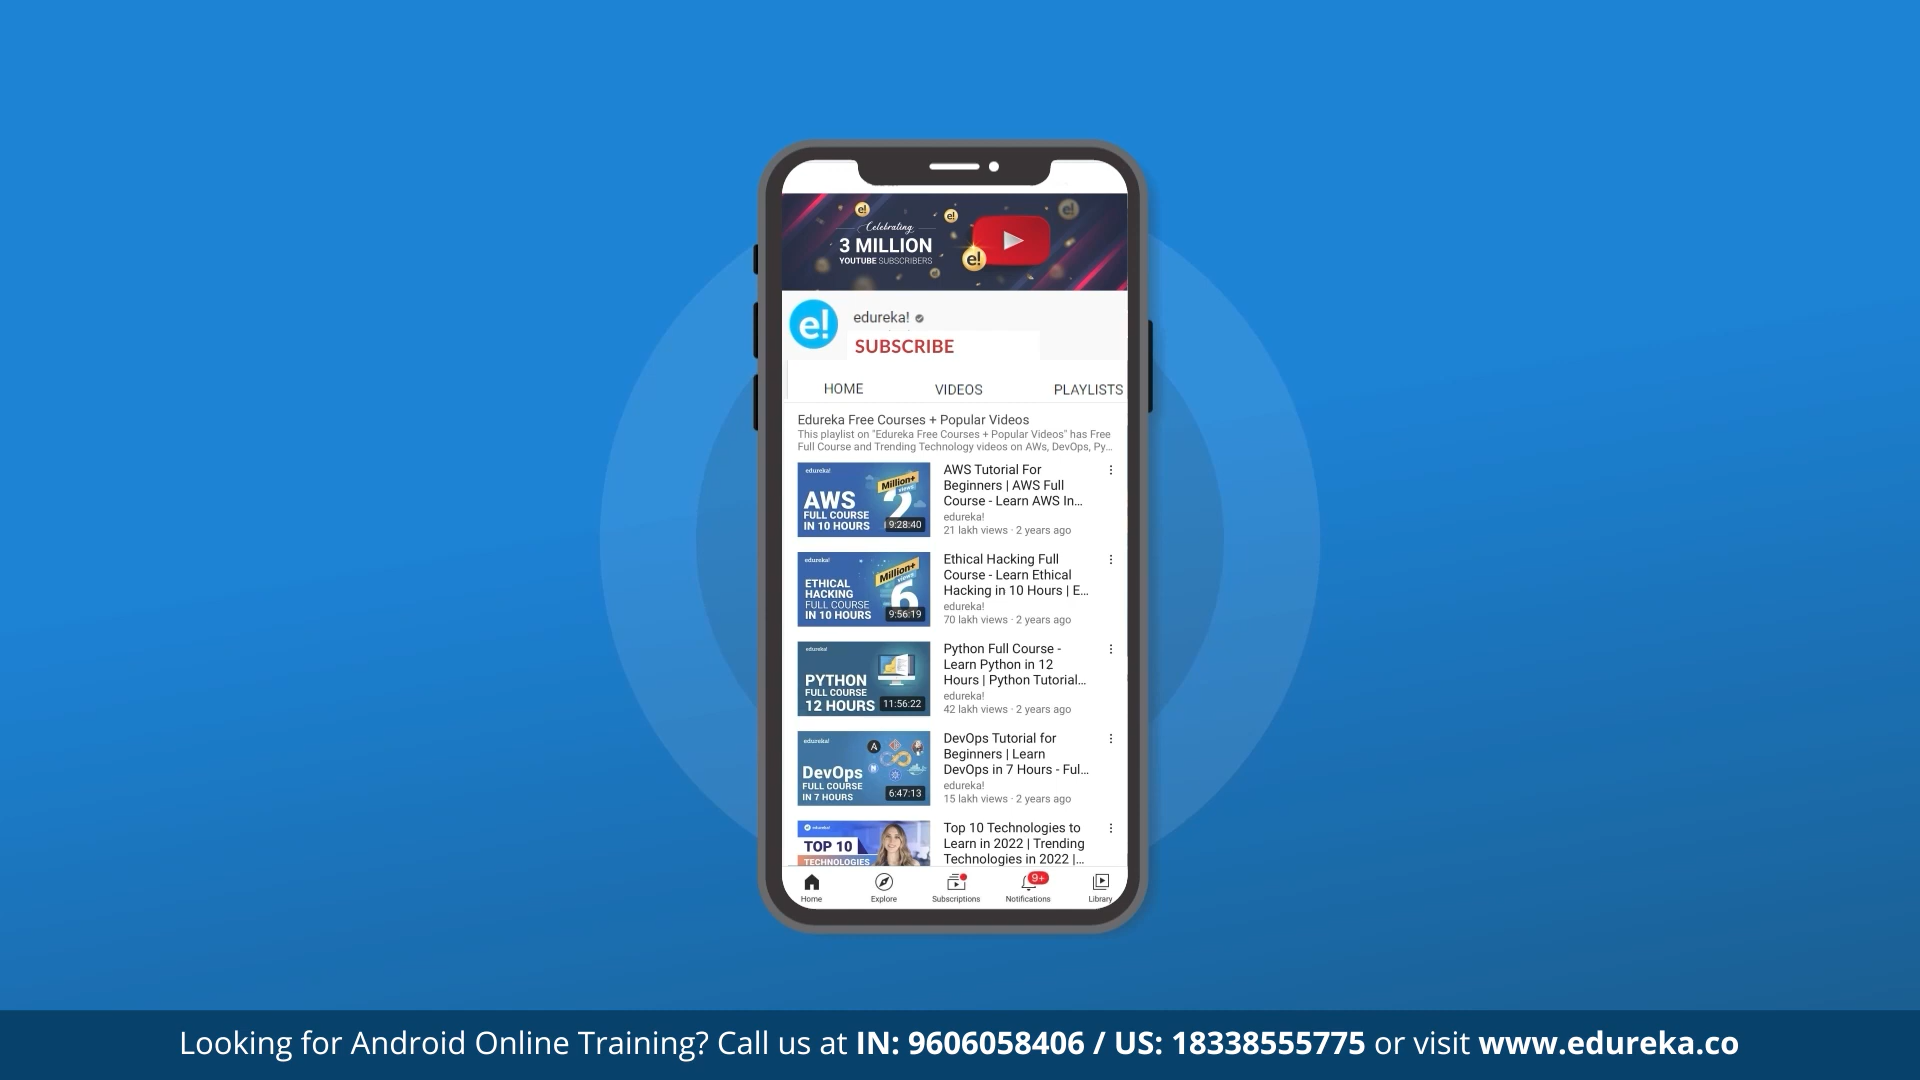 Celebrating
3 MILLION
YOUTUBE SUBSCRIBERS
e!
e!
e!
e!
e!
edureka!
SUBSCRIBE
HOME VIDEOS PLAYLISTS
Edureka Free Courses + Popular Videos
This playlist on "Edureka Free Courses + Popular Videos" has Free
Full Course and Trending Technology videos on AWs, DevOps, Py...
edureka!
AWS
FULL COURSE
IN 10 HOURS
2
Million+
views
9:28:40
AWS Tutorial For
Beginners | AWS Full
Course - Learn AWS In...
edureka!
21 lakh views · 2 years ago
edureka!
ETHICAL
HACKING
FULL COURSE
IN 10 HOURS
6
Million+
views
9:56:19
Ethical Hacking Full
Course - Learn Ethical
Hacking in 10 Hours | E...
edureka!
70 lakh views · 2 years ago
edureka!
PYTHON
FULL COURSE
12 HOURS
11:56:22
Python Full Course -
Learn Python in 12
Hours | Python Tutorial...
edureka!
42 lakh views · 2 years ago
edureka!
DevOps
FULL COURSE
IN 7 HOURS
A
6:47:13
DevOps Tutorial for
Beginners | Learn
DevOps in 7 Hours - Ful...
edureka!
15 lakh views · 2 years ago
edureka!
TOP 10
TECHNOLOGIES
Top 10 Technologies to
Learn in 2022 | Trending
Technologies in 2022 |...
9+
Home Explore Subscriptions Notifications Library
Looking for Android Online Training? Call us at IN: 9606058406 / US: 18338555775 or visit www.edureka.co